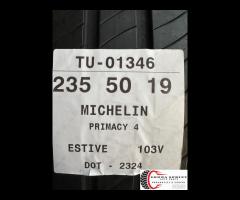 TU-01346
235 50 19
MICHELIN
PRIMACY 4
ESTIVE 103V
DOT - 2324